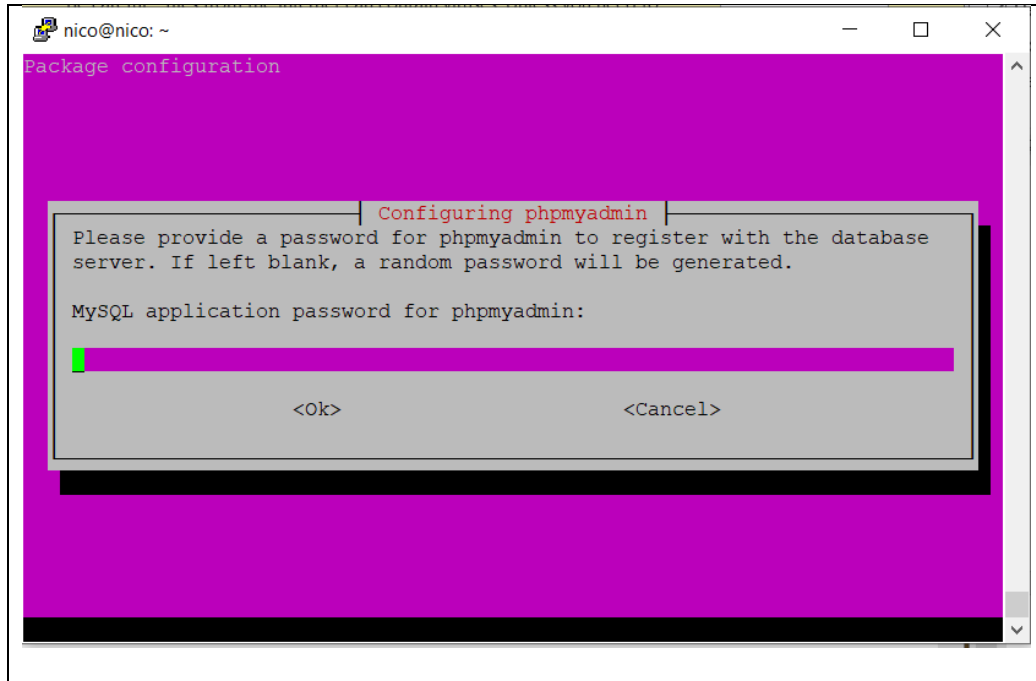 nico@nico: ~
Package configuration
Configuring phpmyadmin
Please provide a password for phpmyadmin to register with the database
server. If left blank, a random password will be generated.
MySQL application password for phpmyadmin:
<Ok> <Cancel>